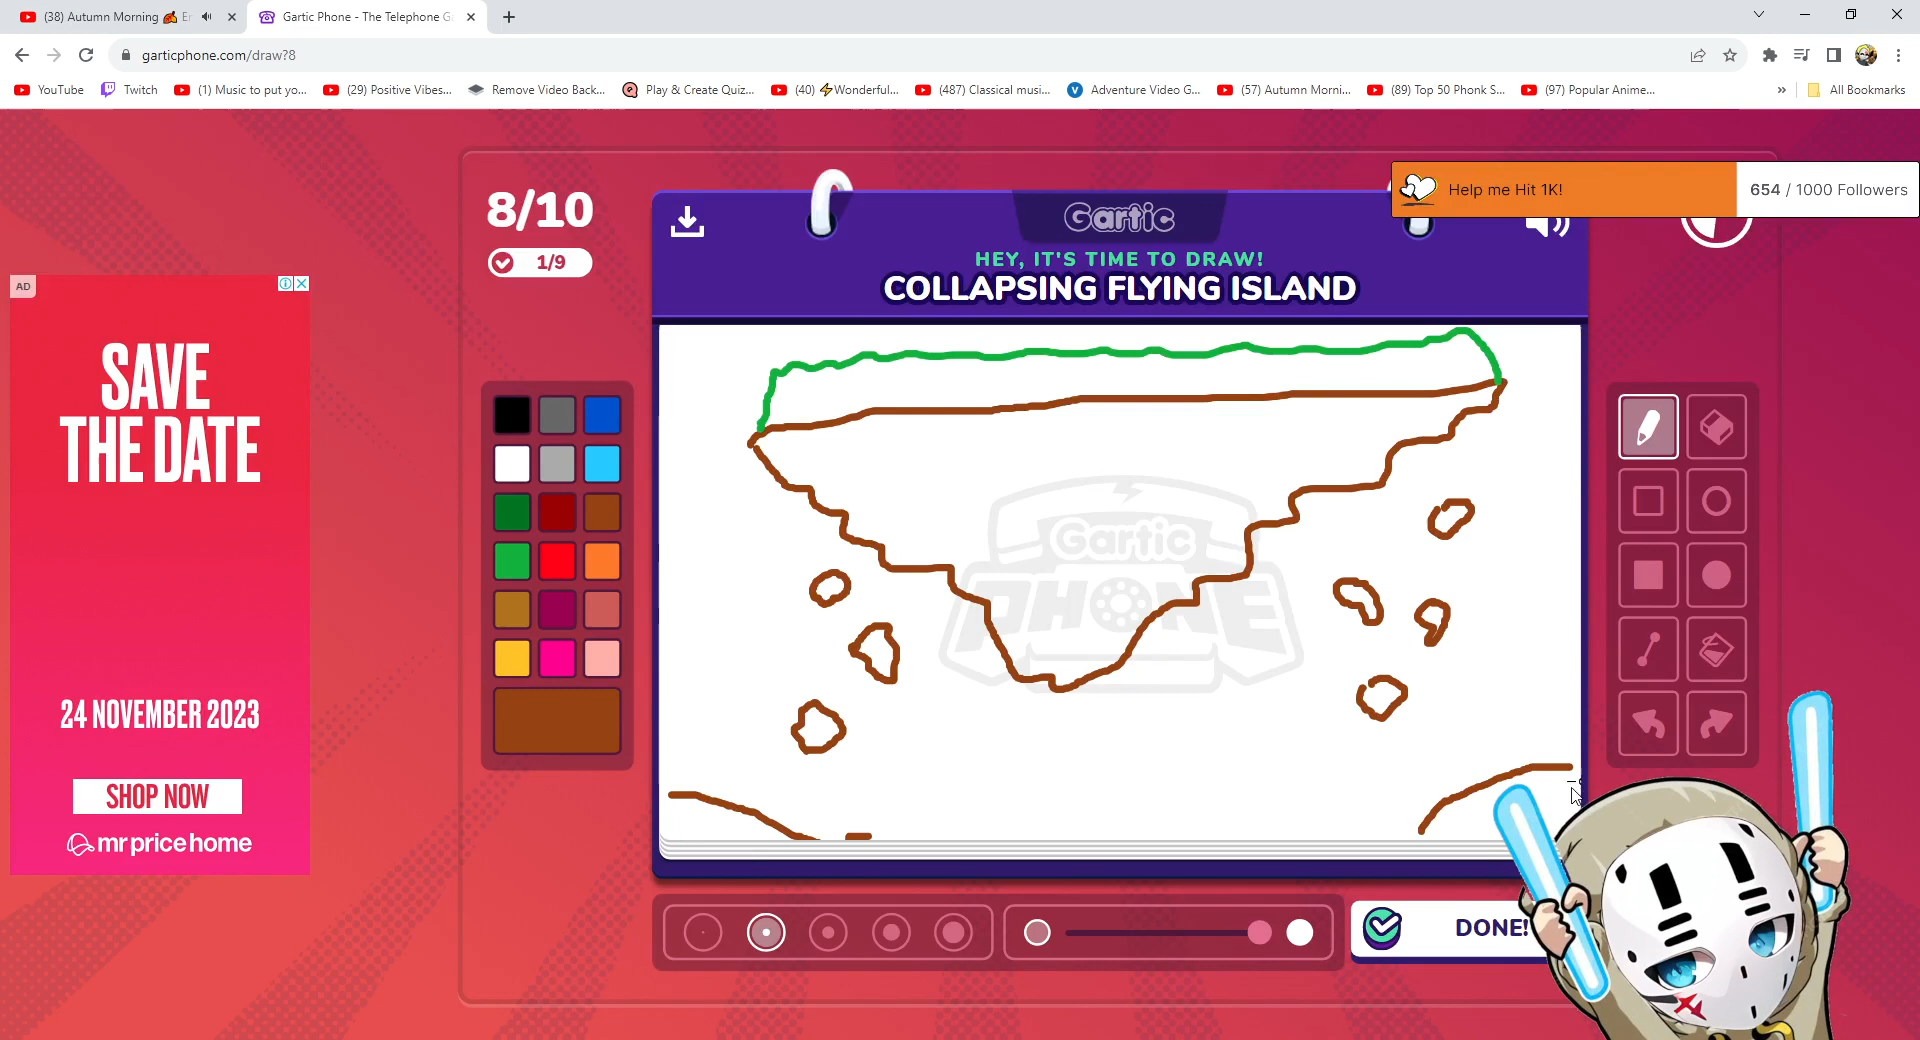 (38) Autumn Morning 🍂 E
Gartic Phone - The Telephone G
garticphone.com/draw?8
YouTube
Twitch
(1) Music to put yo...
(29) Positive Vibes...
Remove Video Back...
Play & Create Quiz...
(40) ⚡Wonderful...
(487) Classical musi...
Adventure Video G...
(57) Autumn Morni...
(89) Top 50 Phonk S...
(97) Popular Anime...
»
All Bookmarks
8/10
1/9
Gartic
HEY, IT'S TIME TO DRAW!
COLLAPSING FLYING ISLAND
Help me Hit 1K!
654 / 1000 Followers
AD
SAVE
THE DATE
24 NOVEMBER 2023
SHOP NOW
mr price home
Gartic
PHONE
DONE!